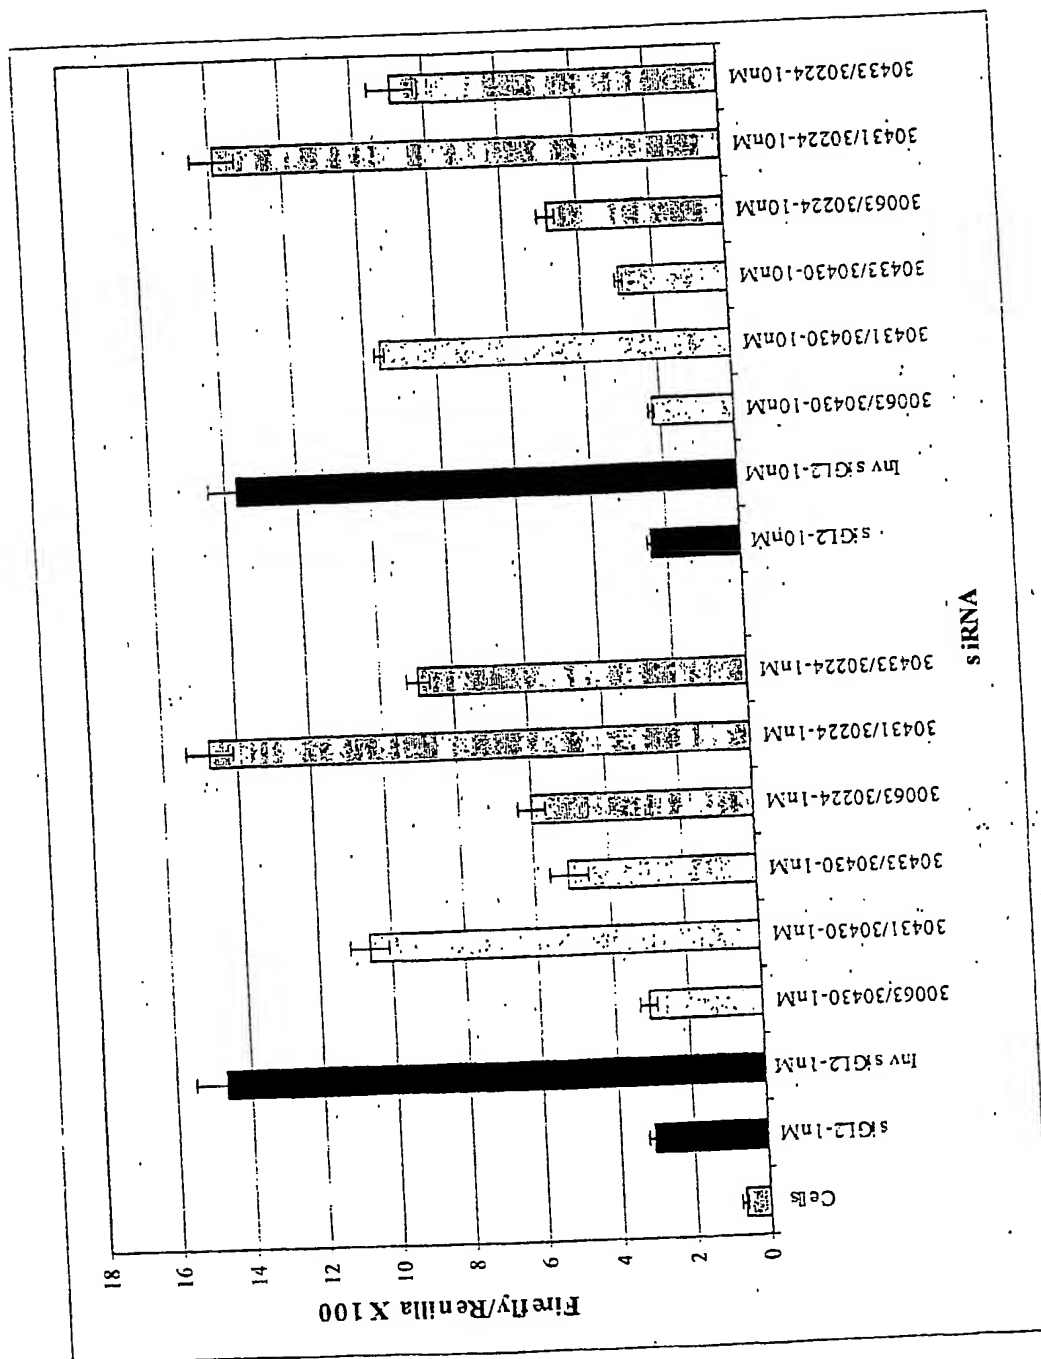 Firefly/Renilla X 100
18
16
14
12
10
8
6
4
2
0
Cells
siGL2-1nM
Inv siGL2-1nM
30063/30430-1nM
30431/30430-1nM
30433/30430-1nM
30063/30224-1nM
30431/30224-1nM
30433/30224-1nM
siGL2-10nM
Inv siGL2-10nM
30063/30430-10nM
30431/30430-10nM
30433/30430-10nM
30063/30224-10nM
30431/30224-10nM
30433/30224-10nM
siRNA